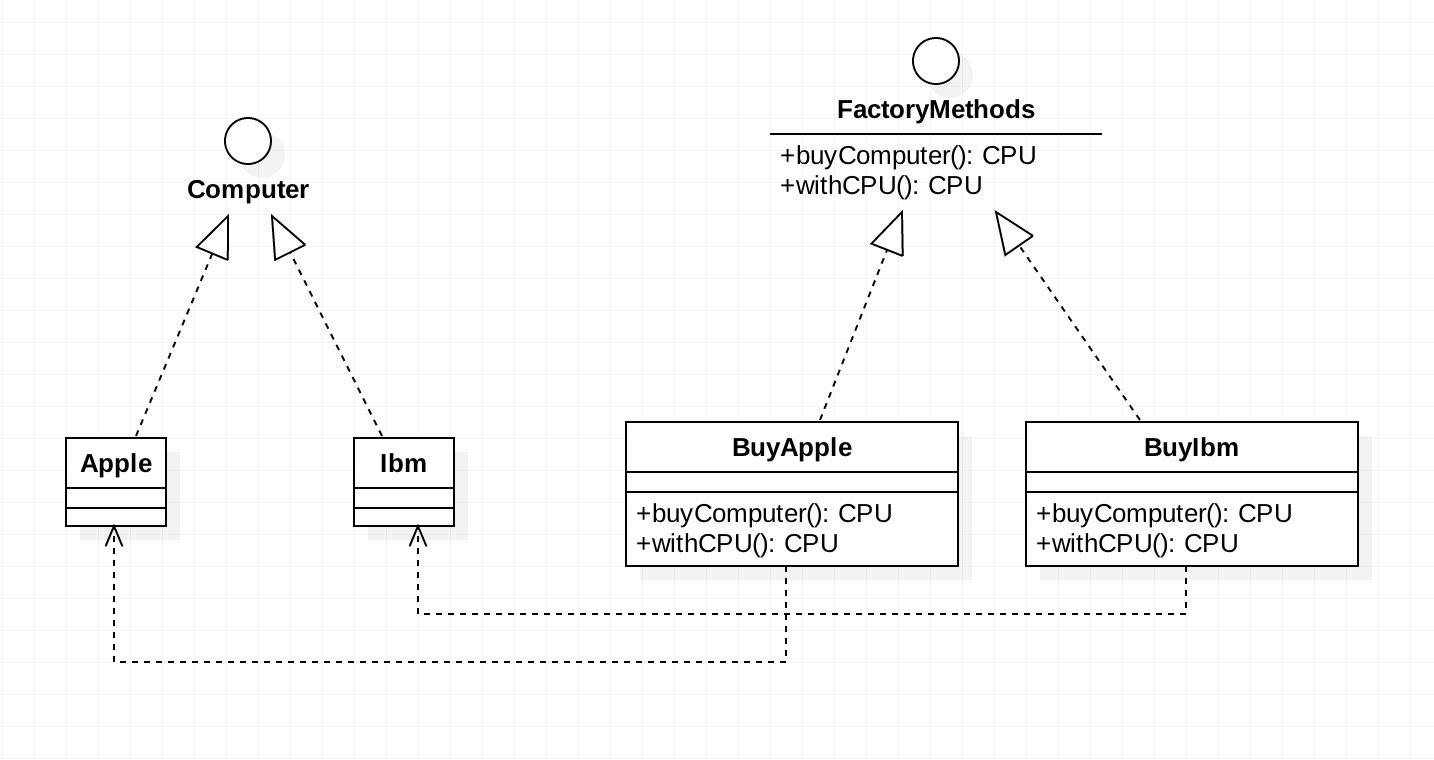 FactoryMethods
+buyComputer(): CPU
+withCPU(): CPU
Computer
Apple
Ibm
BuyApple
+buyComputer(): CPU
+withCPU(): CPU
BuyIbm
+buyComputer(): CPU
+withCPU(): CPU